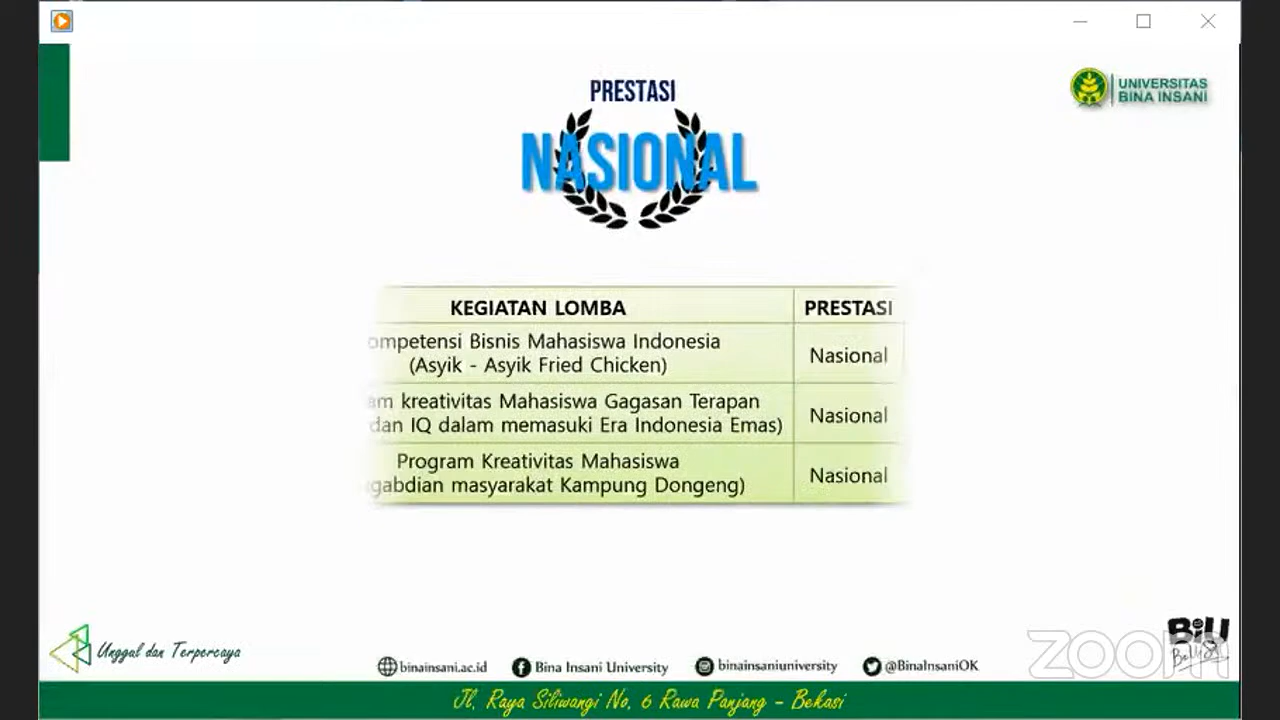 PRESTASI
NASIONAL
UNIVERSITAS
BINA INSANI
KEGIATAN LOMBA PRESTASI
Bisnis Mahasiswa Indonesia
(Asyik - Asyik Fried Chicken)
Nasional
kreativitas Mahasiswa Gagasan Terapan
dan IQ dalam memasuki Era Indonesia Emas)
Nasional
Program Kreativitas Mahasiswa
masyarakat Kampung Dongeng)
Nasional
Unggul dan Terpercaya
binainsani.ac.id Bina Insani University binainsaniuniversity @BinaInsaniOK
BiU
zoom
Jl. Raya Siliwangi No. 6 Rawa Panjang - Bekasi